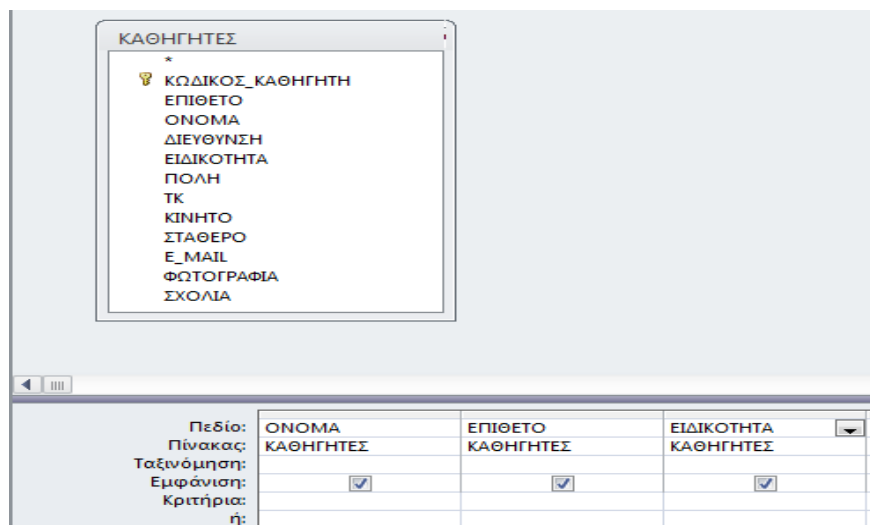 ΚΑΘΗΓΗΤΕΣ
*
ΚΩΔΙΚΟΣ_ΚΑΘΗΓΗΤΗ
ΕΠΙΘΕΤΟ
ΟΝΟΜΑ
ΔΙΕΥΘΥΝΣΗ
ΕΙΔΙΚΟΤΗΤΑ
ΠΟΛΗ
ΤΚ
ΚΙΝΗΤΟ
ΣΤΑΘΕΡΟ
E_MAIL
ΦΩΤΟΓΡΑΦΙΑ
ΣΧΟΛΙΑ
Πεδίο: ΟΝΟΜΑ ΕΠΙΘΕΤΟ ΕΙΔΙΚΟΤΗΤΑ
Πίνακας: ΚΑΘΗΓΗΤΕΣ ΚΑΘΗΓΗΤΕΣ ΚΑΘΗΓΗΤΕΣ
Ταξινόμηση:
Εμφάνιση:
Κριτήρια:
ή: